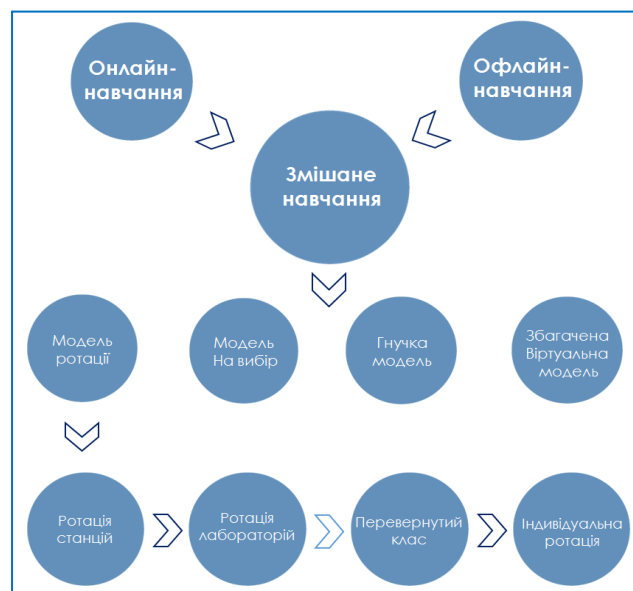 Онлайн-
навчання
Офлайн-
навчання
Змішане
навчання
Модель
ротації
Модель
На вибір
Гнучка
модель
Збагачена
Віртуальна
модель
Ротація
станцій
Ротація
лабораторій
Перевернутий
клас
Індивідуальна
ротація